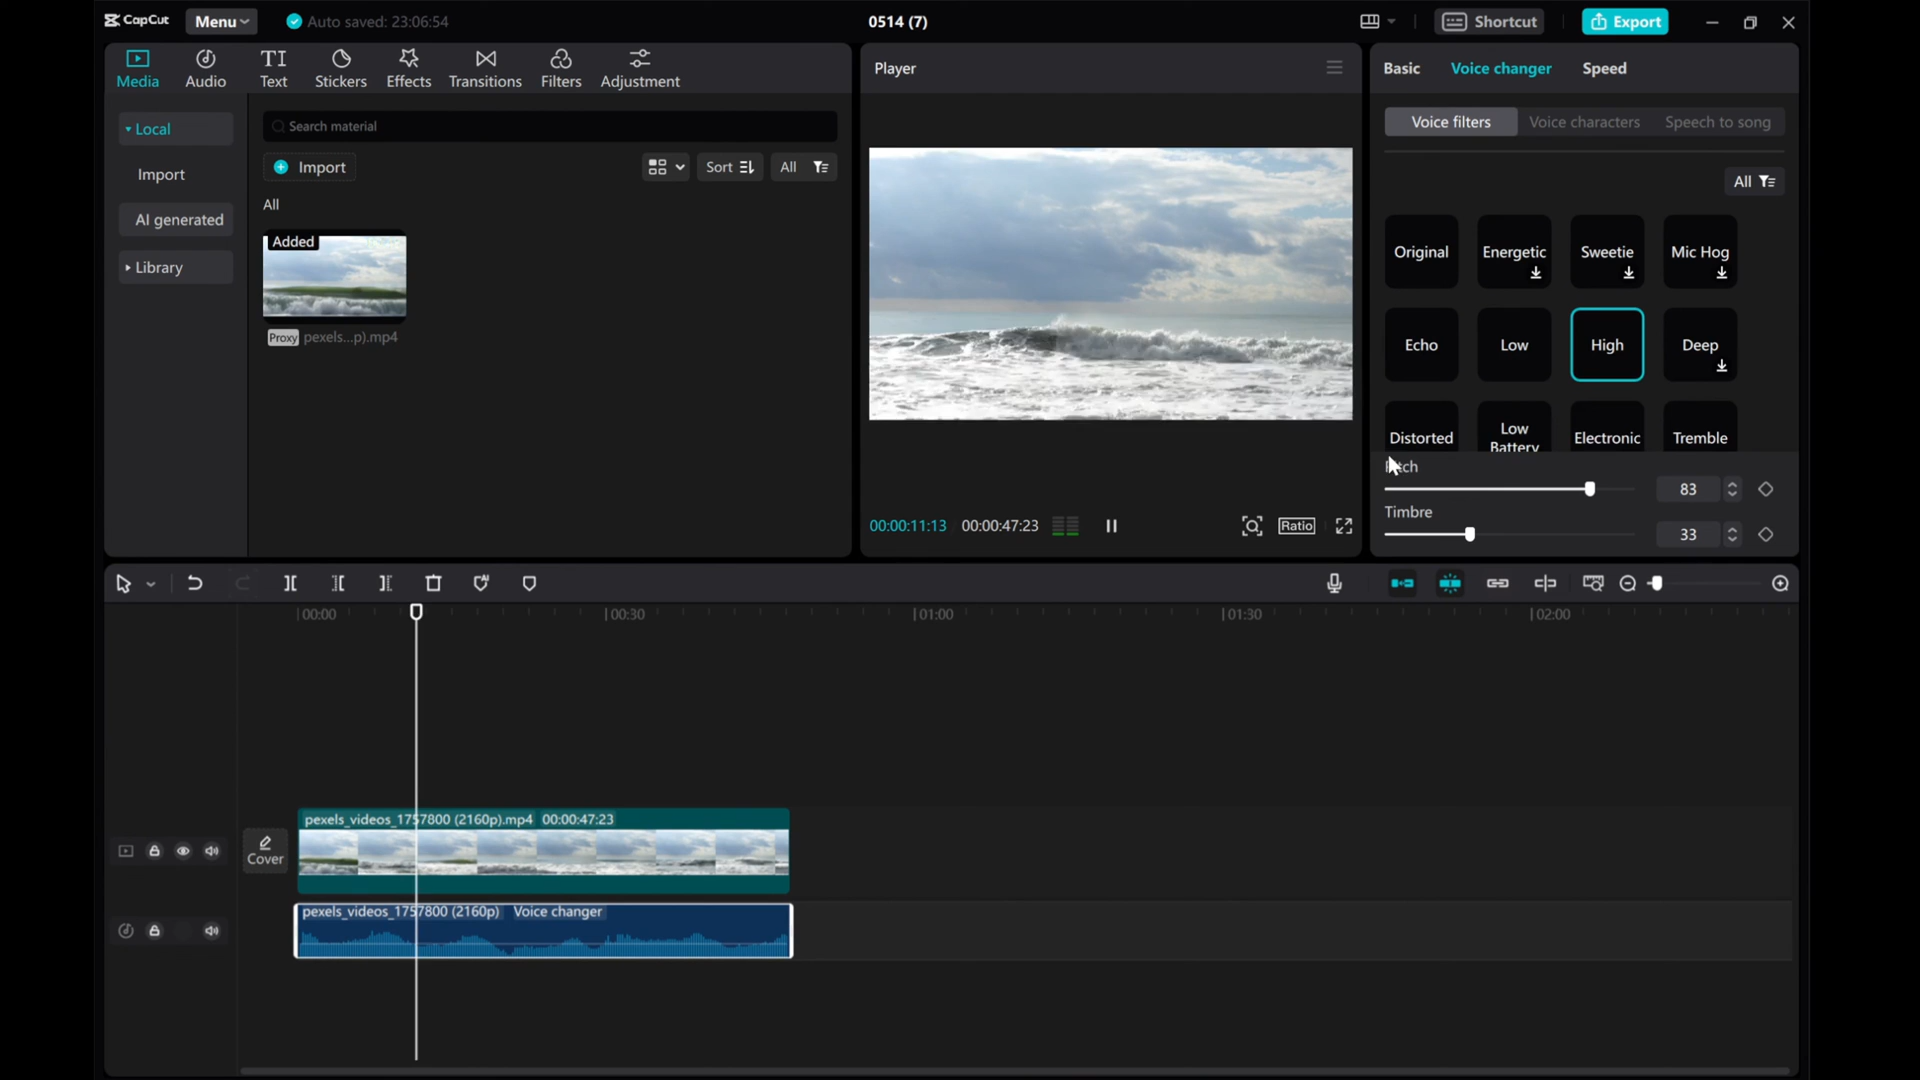 CapCut Menu Auto saved: 23:06:54 0514 (7) Shortcut Export
Media Audio Text Stickers Effects Transitions Filters Adjustment
Local
Import
AI generated
Library
Search material
Import Sort All
All
Added
Proxy pexels...p).mp4
Player
00:00:11:13 00:00:47:23 Ratio
Basic Voice changer Speed
Voice filters Voice characters Speech to song
All
Original Energetic Sweetie Mic Hog
Echo Low High Deep
Distorted Low Battery Electronic Tremble
Pitch
83
Timbre
33
00:00 00:30 01:00 01:30 02:00
Cover
pexels_videos_1757800 (2160p).mp4 00:00:47:23
pexels_videos_1757800 (2160p) Voice changer